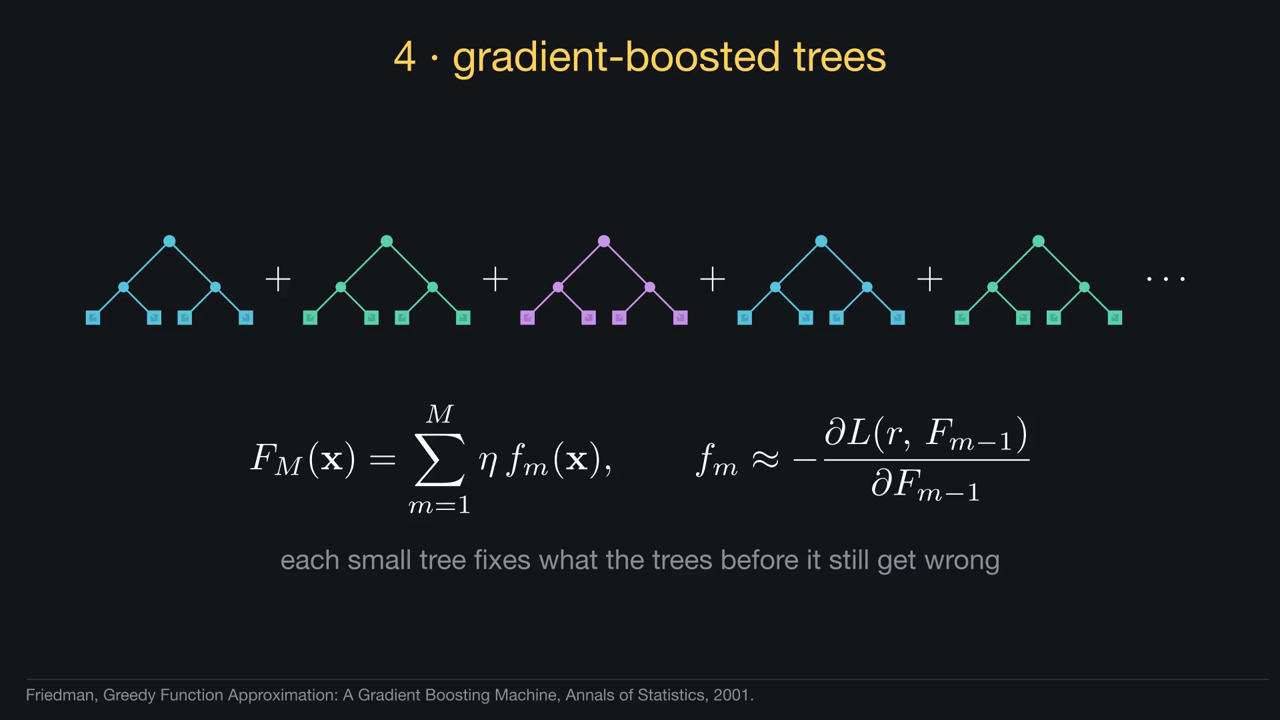 4 · gradient-boosted trees
+ + + + ···
F_M(𝐱) = ∑_{m=1}^{M} η f_m(𝐱), f_m ≈ −∂L(r, F_{m−1})/∂F_{m−1}
each small tree fixes what the trees before it still get wrong
Friedman, Greedy Function Approximation: A Gradient Boosting Machine, Annals of Statistics, 2001.